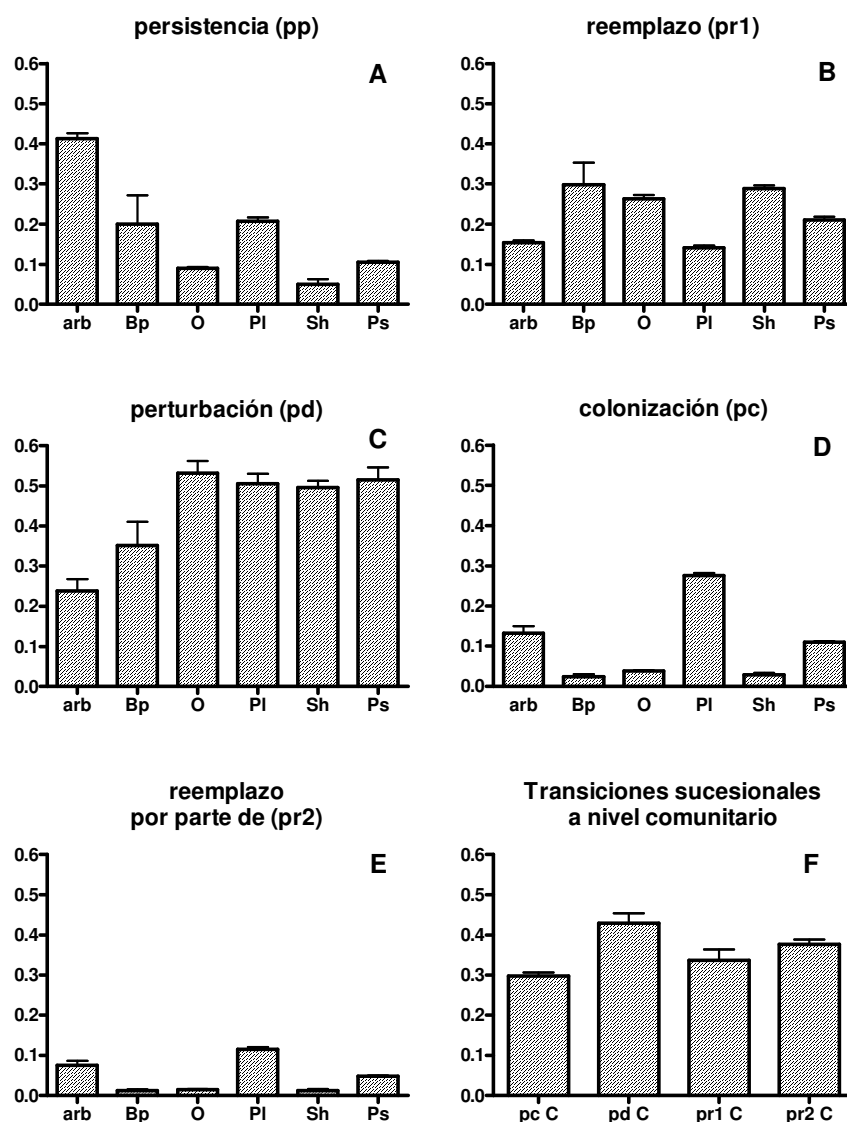 persistencia (pp)
A
0.6
0.5
0.4
0.3
0.2
0.1
0.0
arb Bp O Pl Sh Ps
reemplazo (pr1)
B
0.6
0.5
0.4
0.3
0.2
0.1
0.0
arb Bp O Pl Sh Ps
perturbación (pd)
C
0.6
0.5
0.4
0.3
0.2
0.1
0.0
arb Bp O Pl Sh Ps
colonización (pc)
D
0.6
0.5
0.4
0.3
0.2
0.1
0.0
arb Bp O Pl Sh Ps
reemplazo
por parte de (pr2)
E
0.6
0.5
0.4
0.3
0.2
0.1
0.0
arb Bp O Pl Sh Ps
Transiciones sucesionales
a nivel comunitario
F
0.6
0.5
0.4
0.3
0.2
0.1
0.0
pc C pd C pr1 C pr2 C